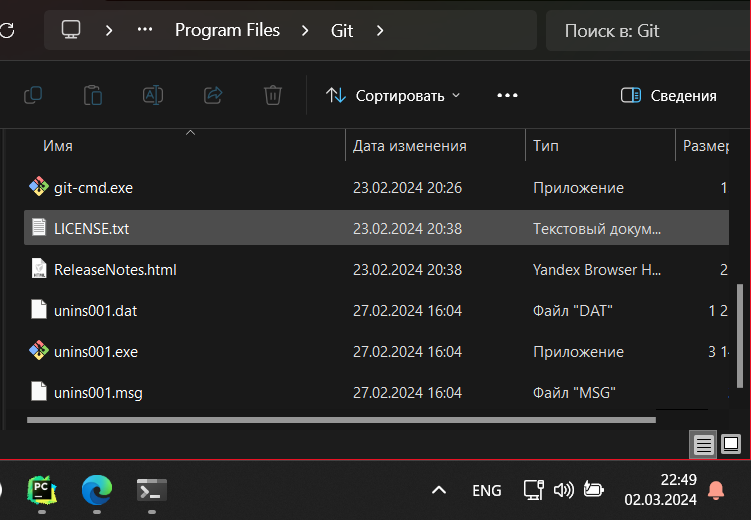 Program Files > Git >
Поиск в: Git
Сортировать
Сведения
Имя Дата изменения Тип
git-cmd.exe 23.02.2024 20:26 Приложение 1
LICENSE.txt 23.02.2024 20:38 Текстовый докум...
ReleaseNotes.html 23.02.2024 20:38 Yandex Browser H... 2
unins001.dat 27.02.2024 16:04 Файл "DAT" 1 2
unins001.exe 27.02.2024 16:04 Приложение 3 1
unins001.msg 27.02.2024 16:04 Файл "MSG"
PC
ENG
22:49
02.03.2024